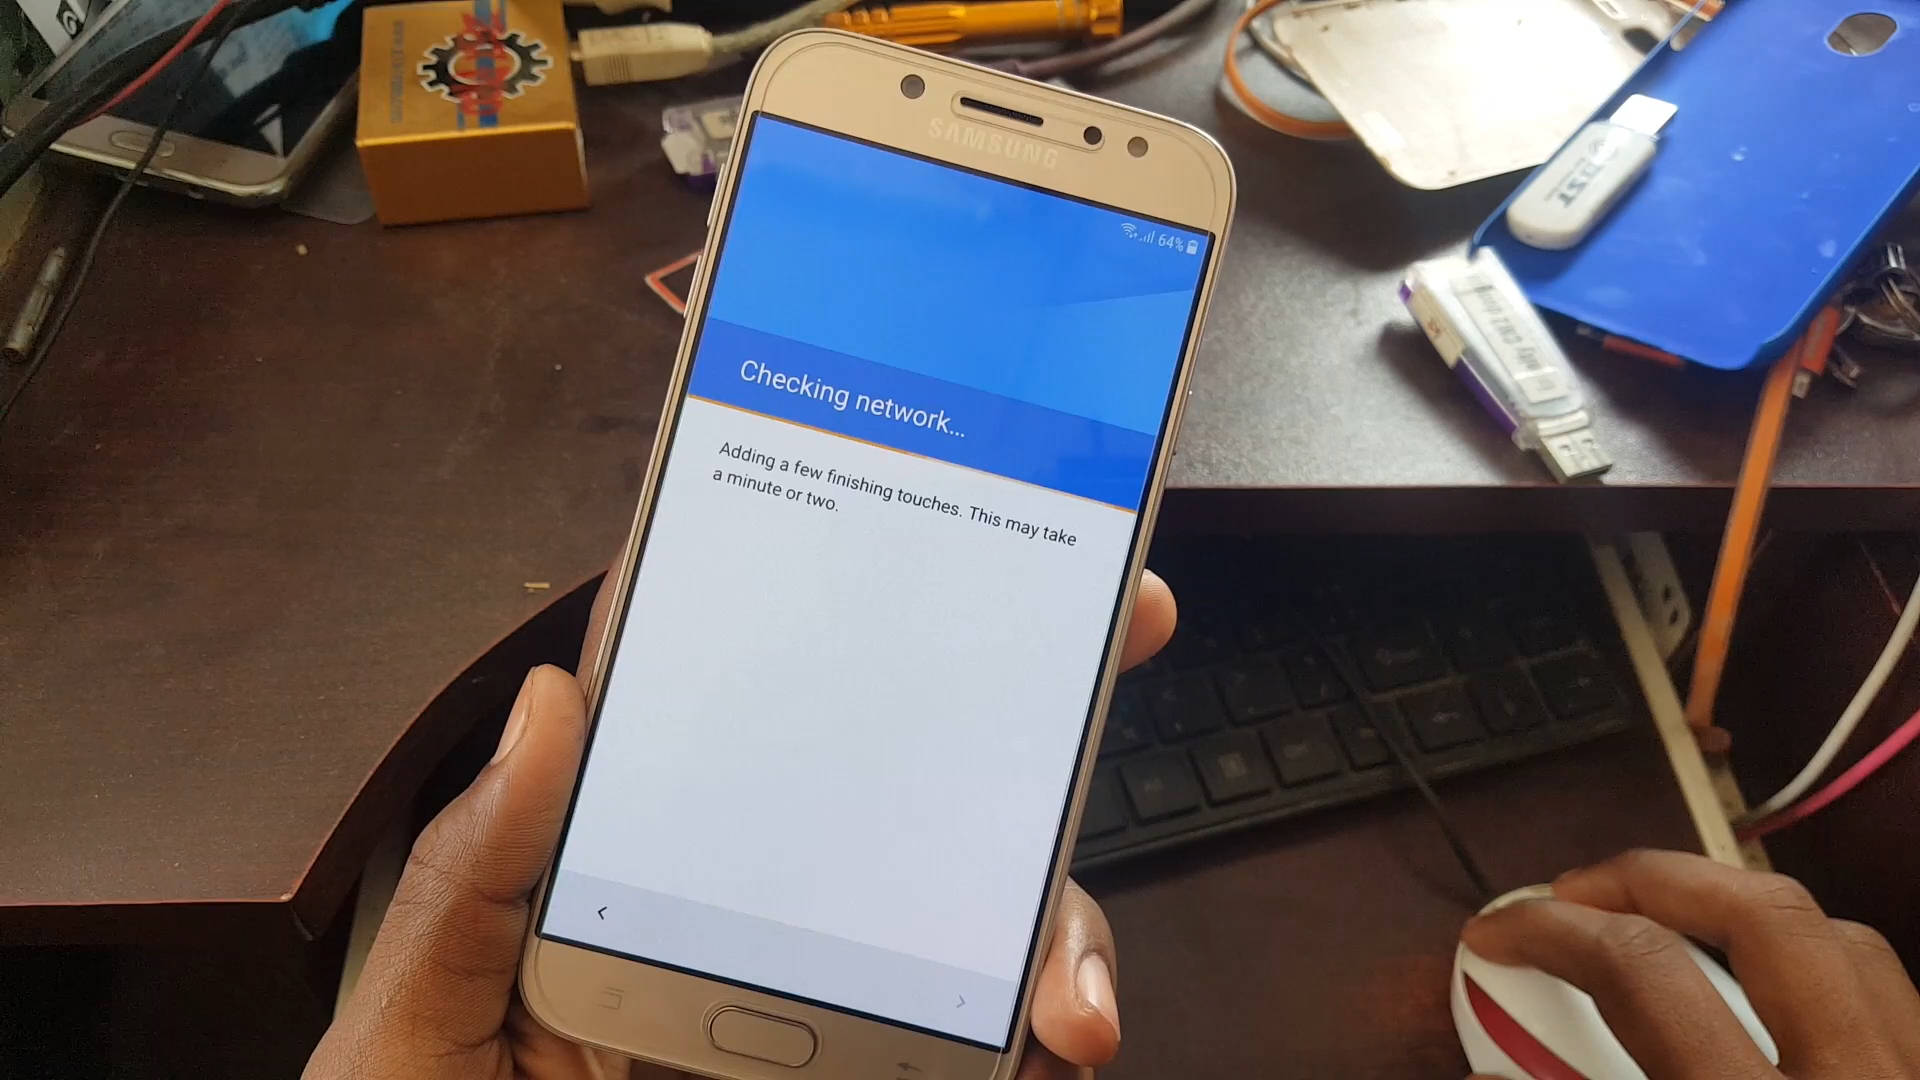 SAMSUNG
64%
Checking network...
Adding a few finishing touches. This may take
a minute or two.